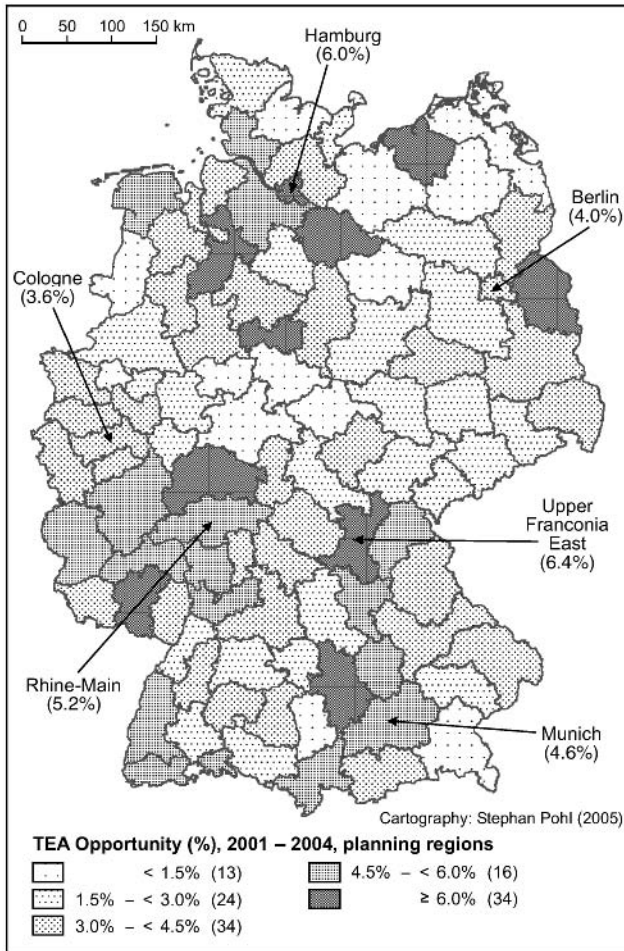 0 50 100 150 km
Hamburg
(6.0%)
Berlin
(4.0%)
Cologne
(3.6%)
Upper
Franconia
East
(6.4%)
Rhine-Main
(5.2%)
Munich
(4.6%)
Cartography: Stephan Pohl (2005)
TEA Opportunity (%), 2001 – 2004, planning regions
< 1.5% (13)
1.5% – < 3.0% (24)
3.0% – < 4.5% (34)
4.5% – < 6.0% (16)
≥ 6.0% (34)